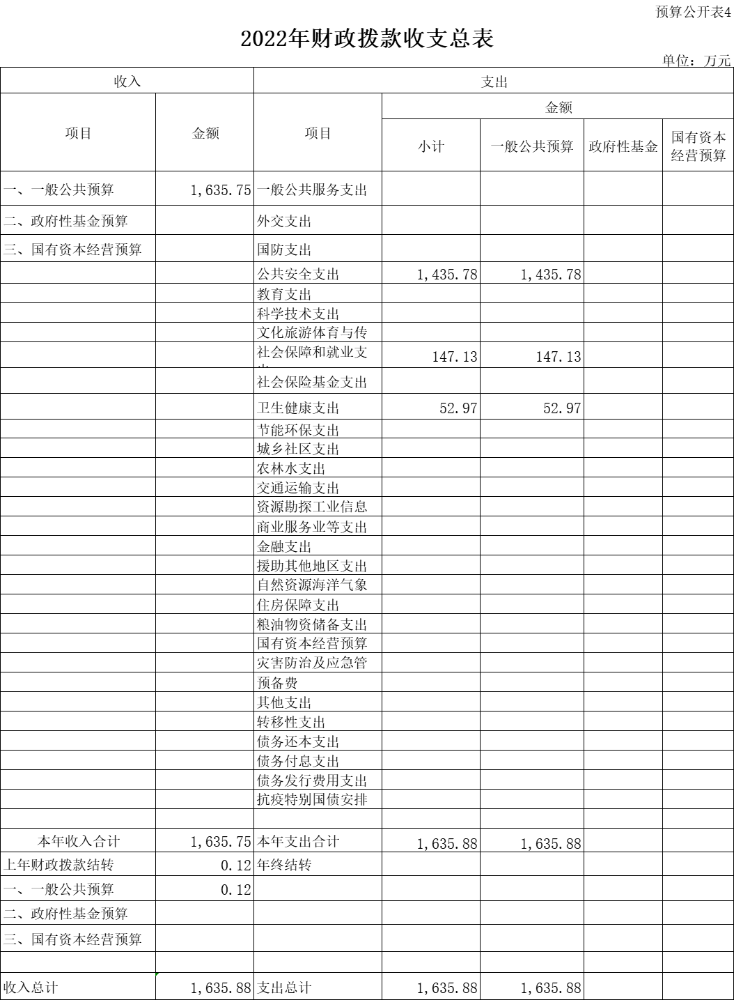 预算公开表4
2022年财政拨款收支总表
单位：万元
收入 支出
项目 金额 项目 金额
小计 一般公共预算 政府性基金 国有资本
经营预算
一、一般公共预算 1,635.75 一般公共服务支出
二、政府性基金预算 外交支出
三、国有资本经营预算 国防支出
公共安全支出 1,435.78 1,435.78
教育支出
科学技术支出
文化旅游体育与传
社会保障和就业支 147.13 147.13
社会保险基金支出
卫生健康支出 52.97 52.97
节能环保支出
城乡社区支出
农林水支出
交通运输支出
资源勘探工业信息
商业服务业等支出
金融支出
援助其他地区支出
自然资源海洋气象
住房保障支出
粮油物资储备支出
国有资本经营预算
灾害防治及应急管
预备费
其他支出
转移性支出
债务还本支出
债务付息支出
债务发行费用支出
抗疫特别国债安排
本年收入合计 1,635.75 本年支出合计 1,635.88 1,635.88
上年财政拨款结转 0.12 年终结转
一、一般公共预算 0.12
二、政府性基金预算
三、国有资本经营预算
收入总计 1,635.88 支出总计 1,635.88 1,635.88